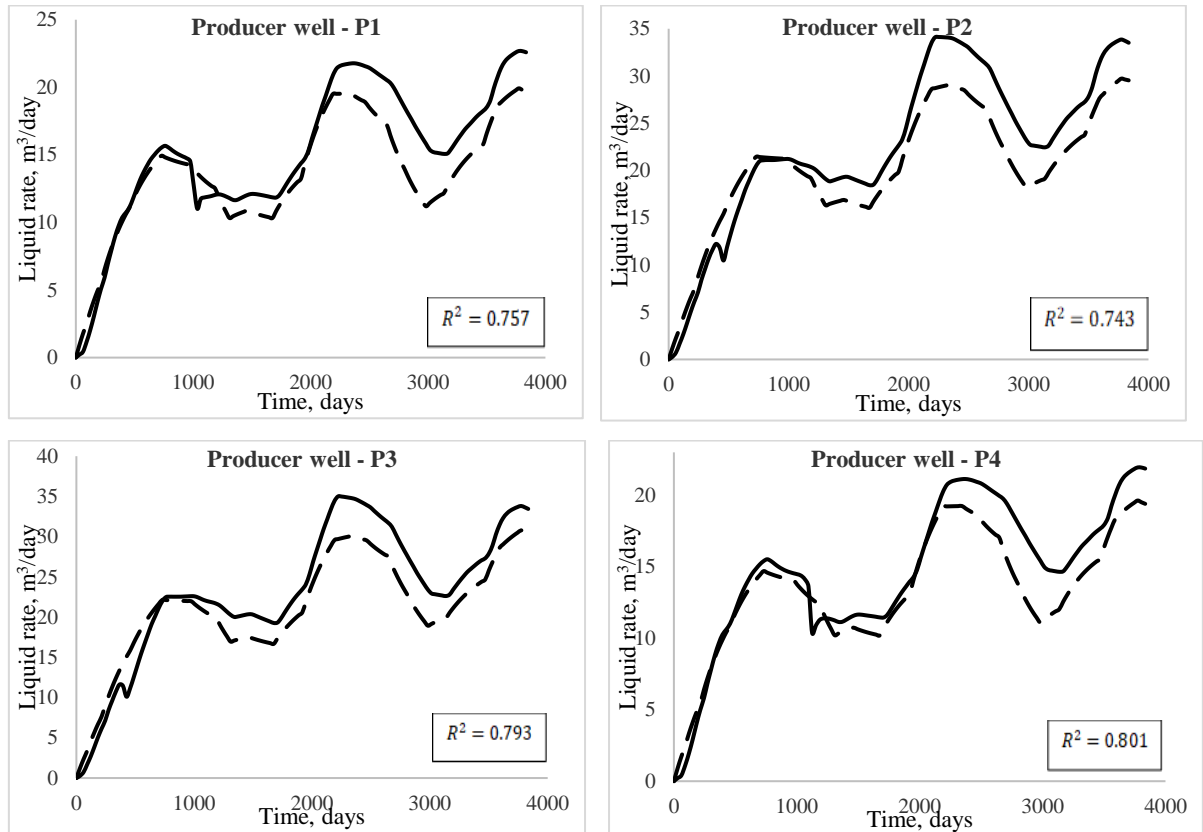 Producer well - P1
Liquid rate, m³/day
25
20
15
10
5
0
0 1000 2000 3000 4000
Time, days
R² = 0.757
Producer well - P2
Liquid rate, m³/day
35
30
25
20
15
10
5
0
0 1000 2000 3000 4000
Time, days
R² = 0.743
Producer well - P3
Liquid rate, m³/day
40
35
30
25
20
15
10
5
0
0 1000 2000 3000 4000
Time, days
R² = 0.793
Producer well - P4
Liquid rate, m³/day
20
15
10
5
0
0 1000 2000 3000 4000
Time, days
R² = 0.801